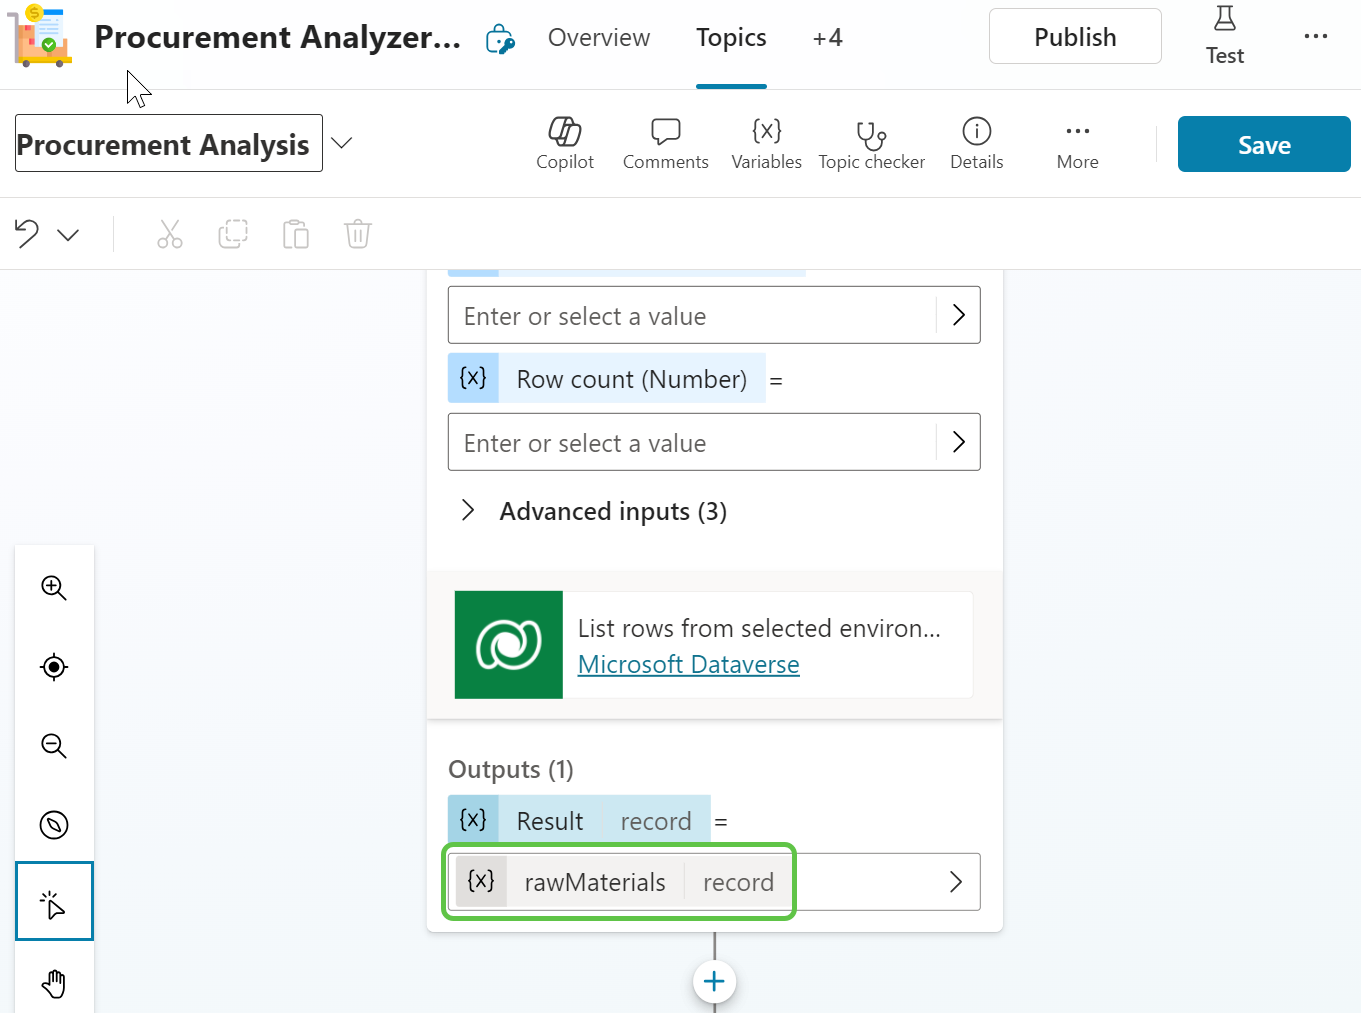 Procurement Analyzer...
Overview
Topics
+4
Publish
Test
...
Procurement Analysis
Copilot
Comments
{x}
Variables
Topic checker
Details
More
Save
Enter or select a value
{x} Row count (Number) =
Enter or select a value
Advanced inputs (3)
List rows from selected environ...
Microsoft Dataverse
Outputs (1)
{x} Result record =
{x} rawMaterials record